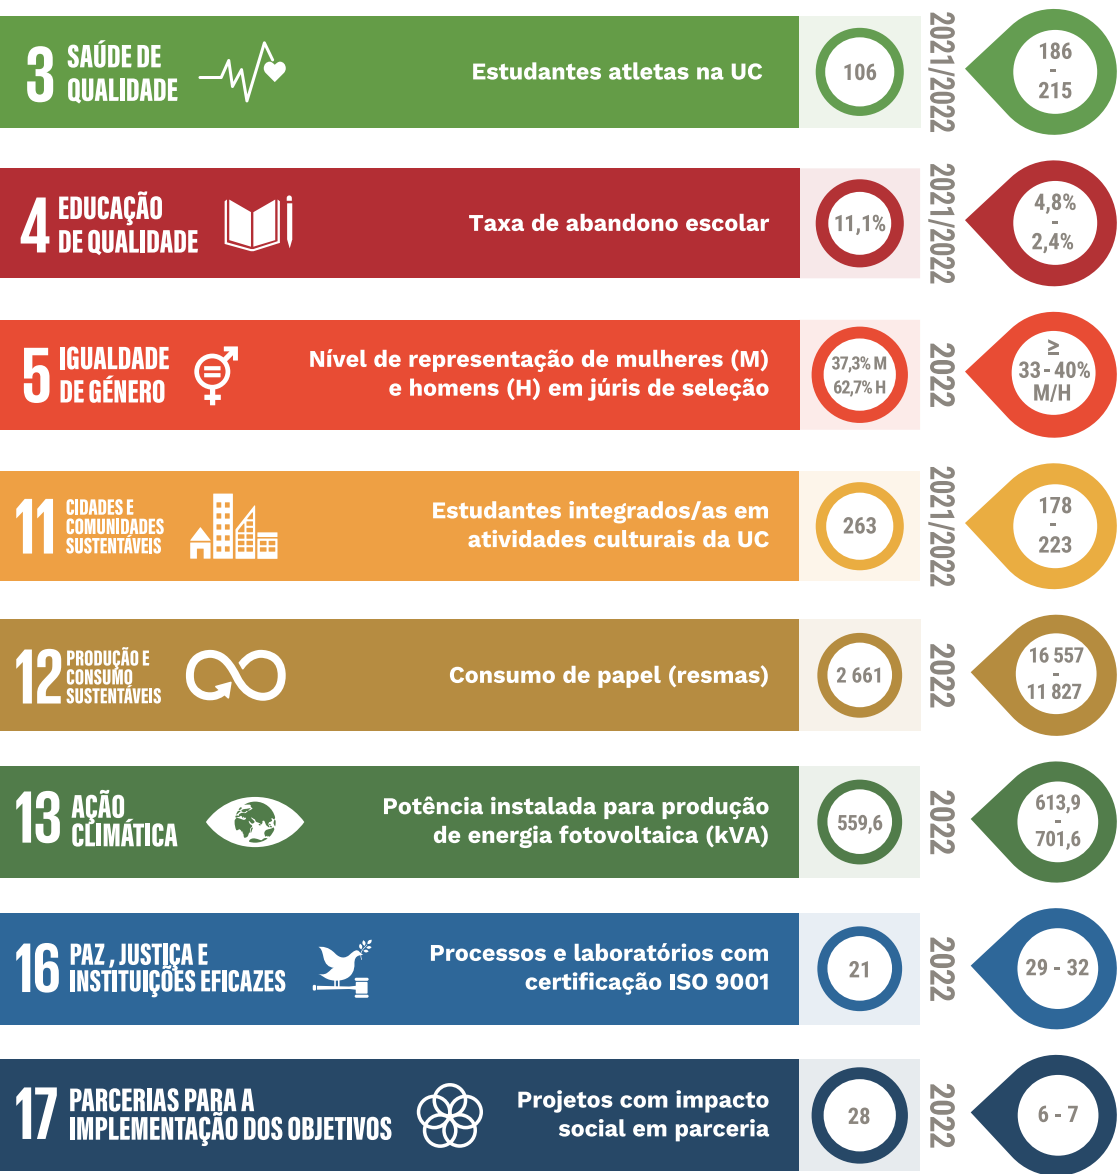 3 SAÚDE DE
QUALIDADE
Estudantes atletas na UC
106
2021/2022
186
-
215
4 EDUCAÇÃO
DE QUALIDADE
Taxa de abandono escolar
11,1%
2021/2022
4,8%
-
2,4%
5 IGUALDADE
DE GÉNERO
Nível de representação de mulheres (M)
e homens (H) em júris de seleção
37,3% M
62,7% H
2022
≥
33-40%
M/H
11 CIDADES E
COMUNIDADES
SUSTENTÁVEIS
Estudantes integrados/as em
atividades culturais da UC
263
2021/2022
178
-
223
12 PRODUÇÃO E
CONSUMO
SUSTENTÁVEIS
Consumo de papel (resmas)
2 661
2022
16 557
-
11 827
13 AÇÃO
CLIMÁTICA
Potência instalada para produção
de energia fotovoltaica (kVA)
559,6
2022
613,9
-
701,6
16 PAZ , JUSTIÇA E
INSTITUIÇÕES EFICAZES
Processos e laboratórios com
certificação ISO 9001
21
2022
29 - 32
17 PARCERIAS PARA A
IMPLEMENTAÇÃO DOS OBJETIVOS
Projetos com impacto
social em parceria
28
2022
6 - 7